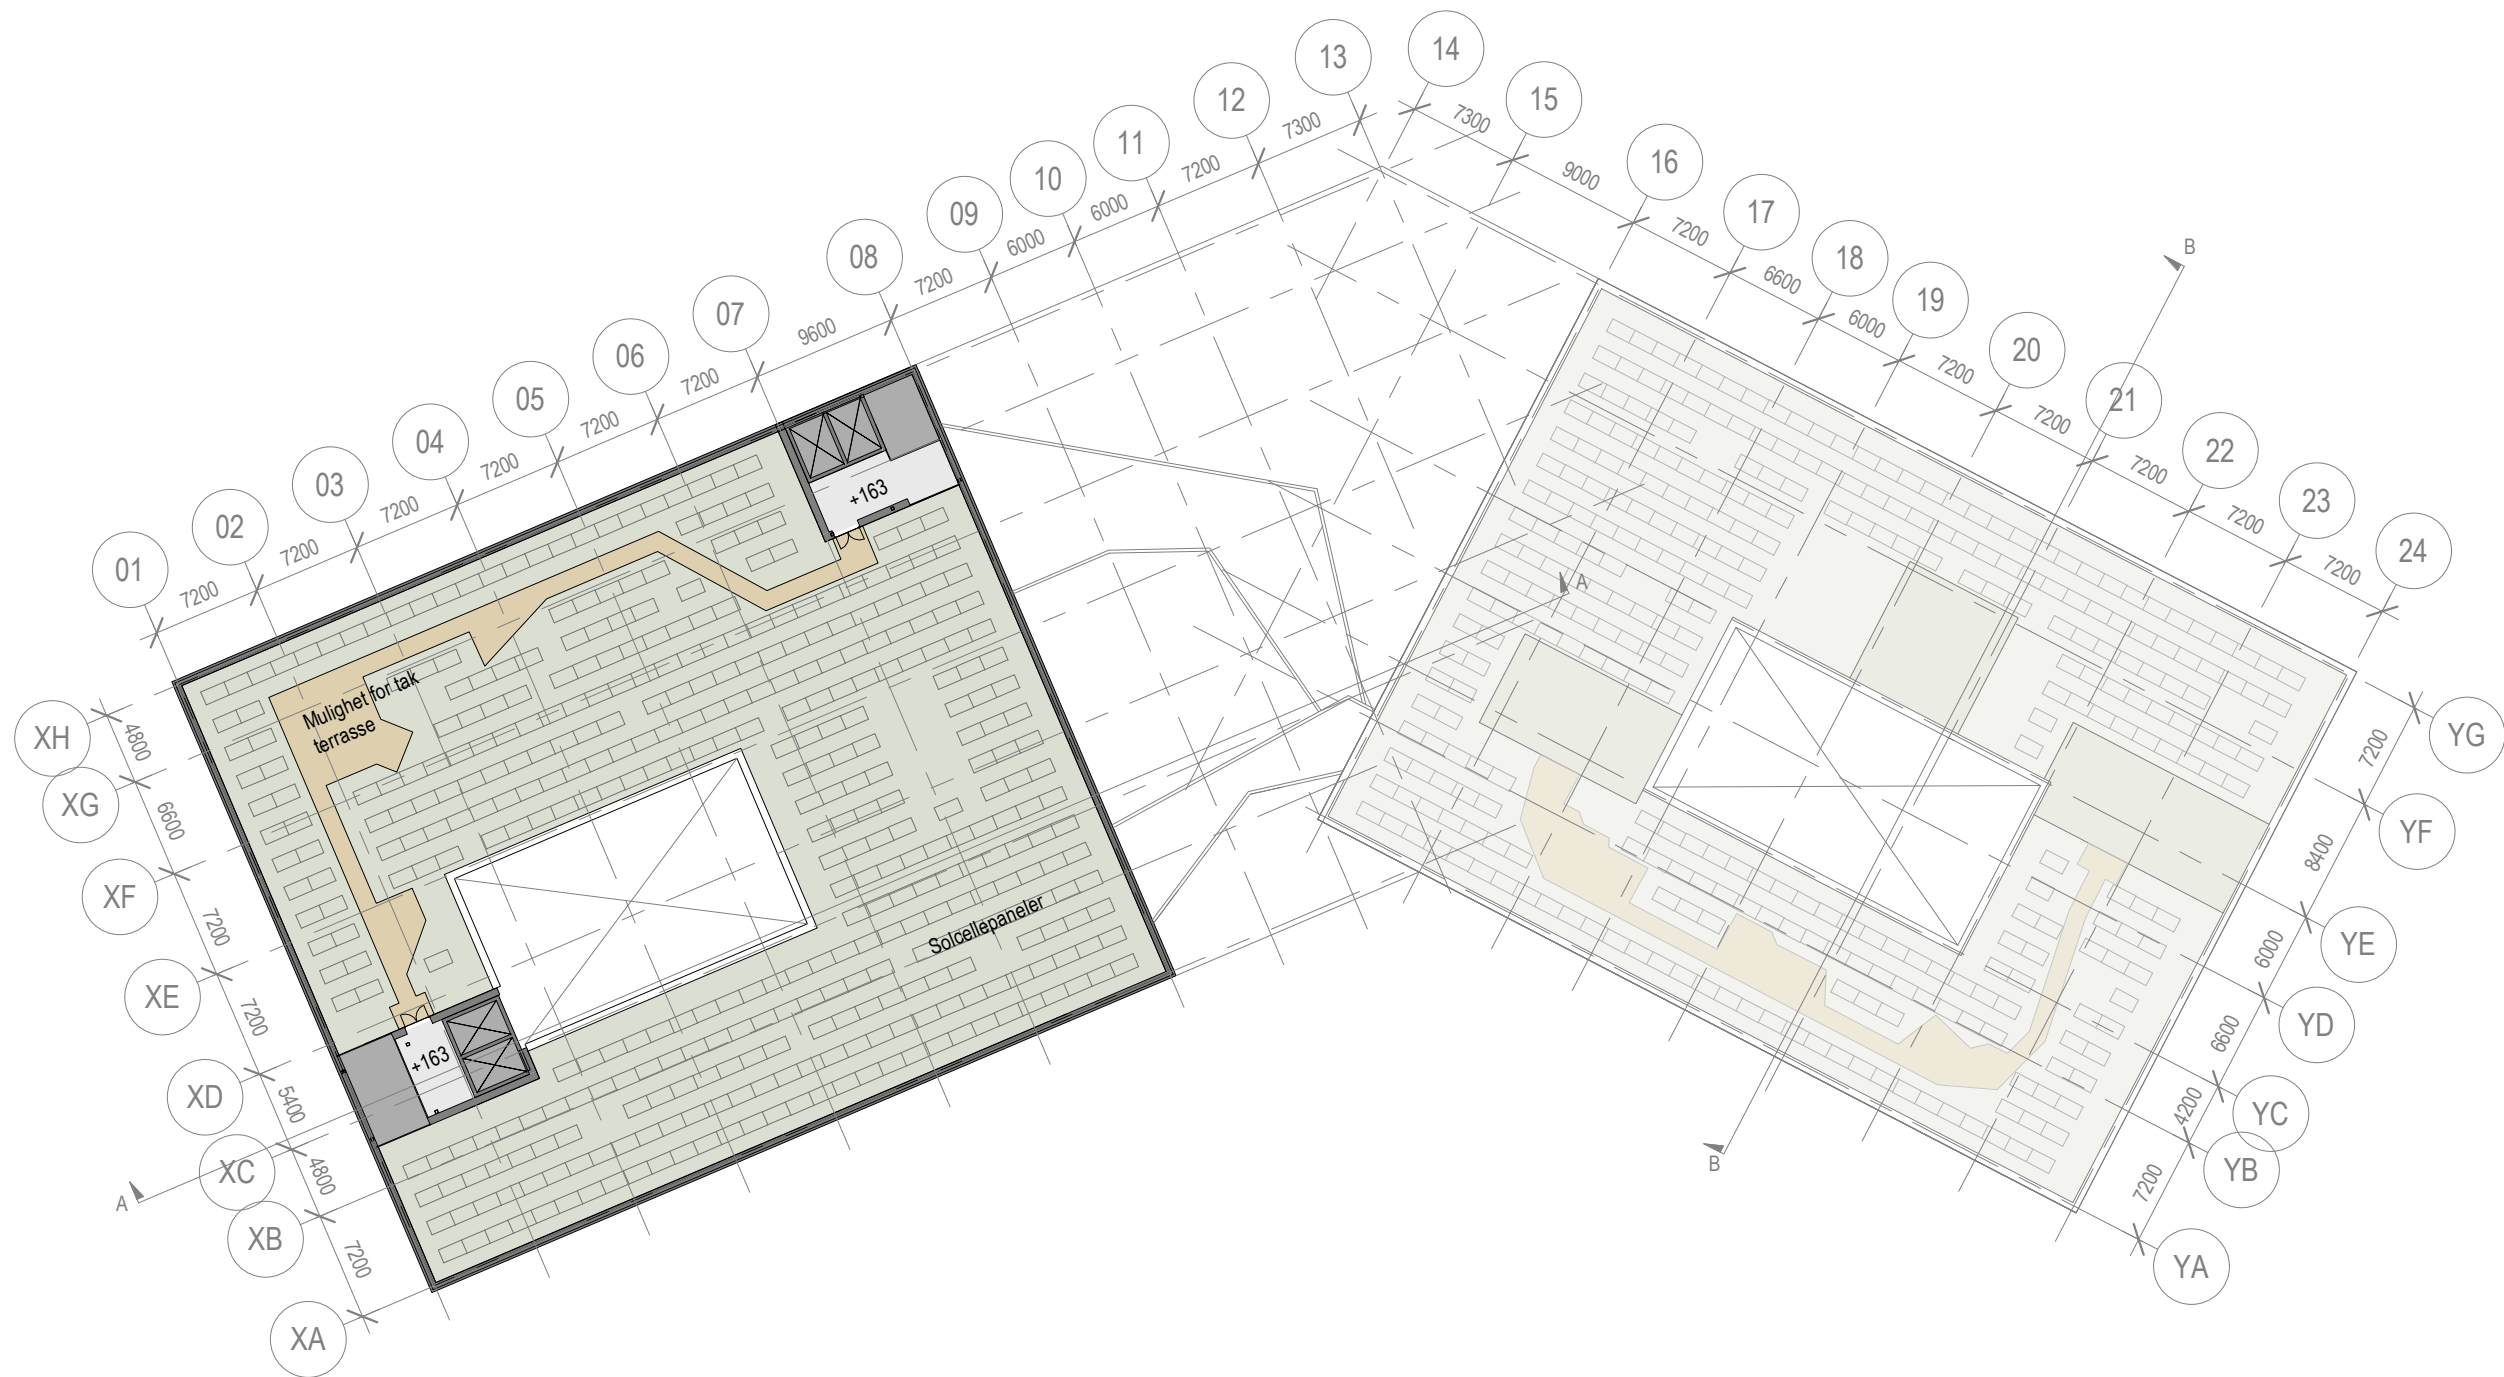 01
02
03
04
05
06
07
08
09
10
11
12
13
14
15
16
17
18
19
20
21
22
23
24
7200
7200
7200
7200
7200
7200
9600
7200
6000
6000
7200
7300
7300
9000
7200
6600
6000
7200
7200
7200
7200
7200
XH
XG
XF
XE
XD
XC
XB
XA
4800
6600
7200
7200
5400
4800
7200
YG
YF
YE
YD
YC
YB
YA
7200
8400
6000
6600
4200
7200
B
B
A
A
+163
+163
Mulighet for tak
terrasse
Solcellepaneler